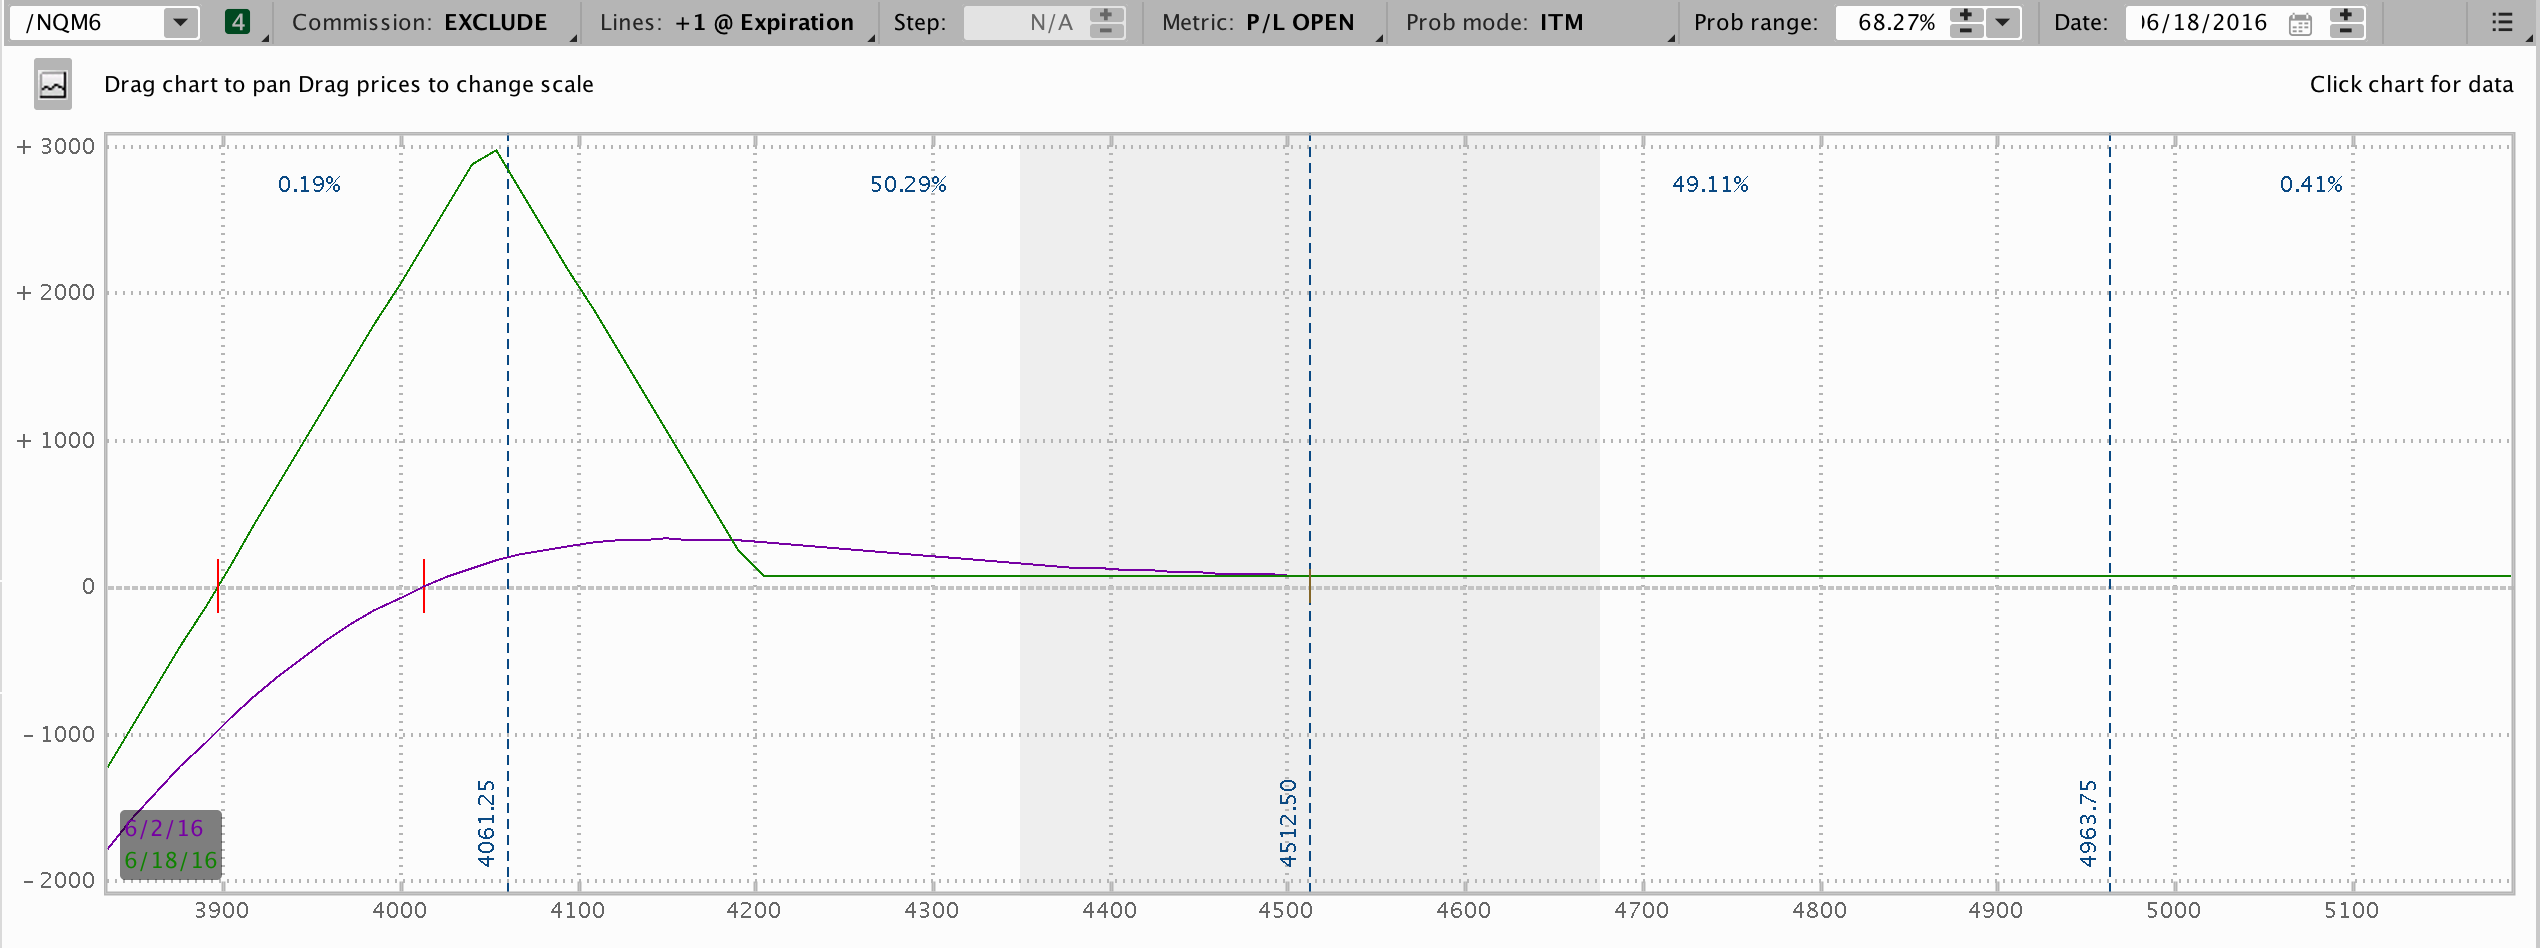 /NQM6 4 Commission: EXCLUDE Lines: +1 @ Expiration Step: N/A Metric: P/L OPEN Prob mode: ITM Prob range: 68.27% Date: 06/18/2016
Drag chart to pan Drag prices to change scale Click chart for data
+ 3000
0.19% 50.29% 49.11% 0.41%
+ 2000
+ 1000
0
- 1000
4061.25 4512.50 4963.75
6/2/16
6/18/16
- 2000
3900 4000 4100 4200 4300 4400 4500 4600 4700 4800 4900 5000 5100